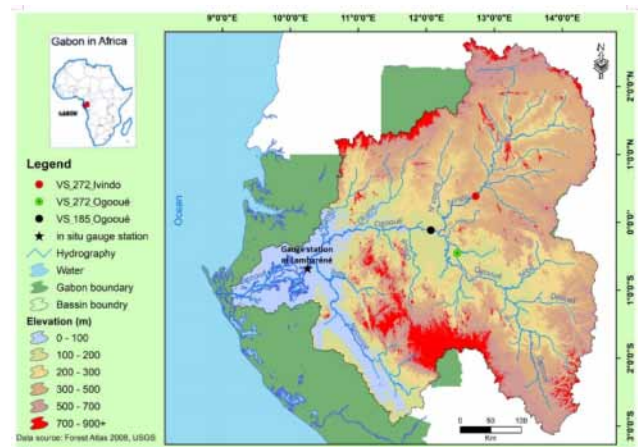 Gabon in Africa
GABON
Legend
VS_272_Ivindo
VS_272_Ogooué
VS_185_Ogooué
in situ gauge station
Hydrography
Water
Gabon boundary
Bassin boundry
Elevation (m)
0 - 100
100 - 200
200 - 300
300 - 500
500 - 700
700 - 900+
Data source: Forest Atlas 2009, USGS
9°0'0"E 10°0'0"E 11°0'0"E 12°0'0"E 13°0'0"E 14°0'0"E
N
2°0'0"N
1°0'0"N
0°0'0"
1°0'0"S
2°0'0"S
3°0'0"S
Ocean
Ogooué
Ivindo
Gauge station
of Lambaréné
Ogooué
0 50 100
Km